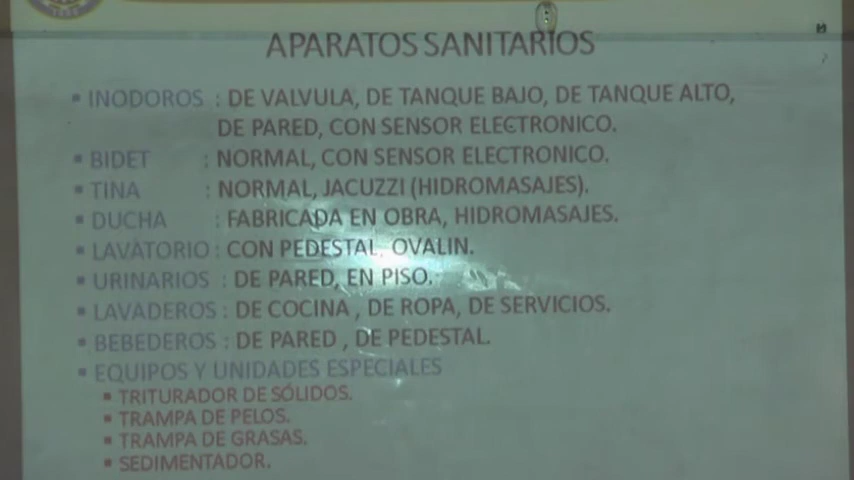 APARATOS SANITARIOS
▪ INODOROS : DE VALVULA, DE TANQUE BAJO, DE TANQUE ALTO,
DE PARED, CON SENSOR ELECTRONICO.
▪ BIDET : NORMAL, CON SENSOR ELECTRONICO.
▪ TINA : NORMAL, JACUZZI (HIDROMASAJES).
▪ DUCHA : FABRICADA EN OBRA, HIDROMASAJES.
▪ LAVATORIO : CON PEDESTAL, OVALIN.
▪ URINARIOS : DE PARED, EN PISO.
▪ LAVADEROS : DE COCINA , DE ROPA, DE SERVICIOS.
▪ BEBEDEROS : DE PARED , DE PEDESTAL.
▪ EQUIPOS Y UNIDADES ESPECIALES
▪ TRITURADOR DE SÓLIDOS.
▪ TRAMPA DE PELOS.
▪ TRAMPA DE GRASAS.
▪ SEDIMENTADOR.